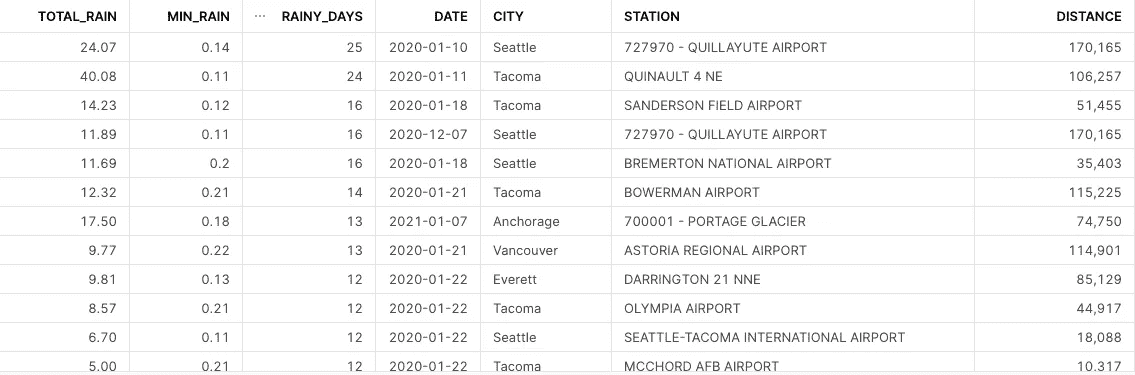 TOTAL_RAIN MIN_RAIN ··· RAINY_DAYS DATE CITY STATION DISTANCE
24.07 0.14 25 2020-01-10 Seattle 727970 - QUILLAYUTE AIRPORT 170,165
40.08 0.11 24 2020-01-11 Tacoma QUINAULT 4 NE 106,257
14.23 0.12 16 2020-01-18 Tacoma SANDERSON FIELD AIRPORT 51,455
11.89 0.11 16 2020-12-07 Seattle 727970 - QUILLAYUTE AIRPORT 170,165
11.69 0.2 16 2020-01-18 Seattle BREMERTON NATIONAL AIRPORT 35,403
12.32 0.21 14 2020-01-21 Tacoma BOWERMAN AIRPORT 115,225
17.50 0.18 13 2021-01-07 Anchorage 700001 - PORTAGE GLACIER 74,750
9.77 0.22 13 2020-01-21 Vancouver ASTORIA REGIONAL AIRPORT 114,901
9.81 0.13 12 2020-01-22 Everett DARRINGTON 21 NNE 85,129
8.57 0.21 12 2020-01-22 Tacoma OLYMPIA AIRPORT 44,917
6.70 0.11 12 2020-01-22 Seattle SEATTLE-TACOMA INTERNATIONAL AIRPORT 18,088
5.00 0.21 12 2020-01-22 Tacoma MCCHORD AFB AIRPORT 10,317